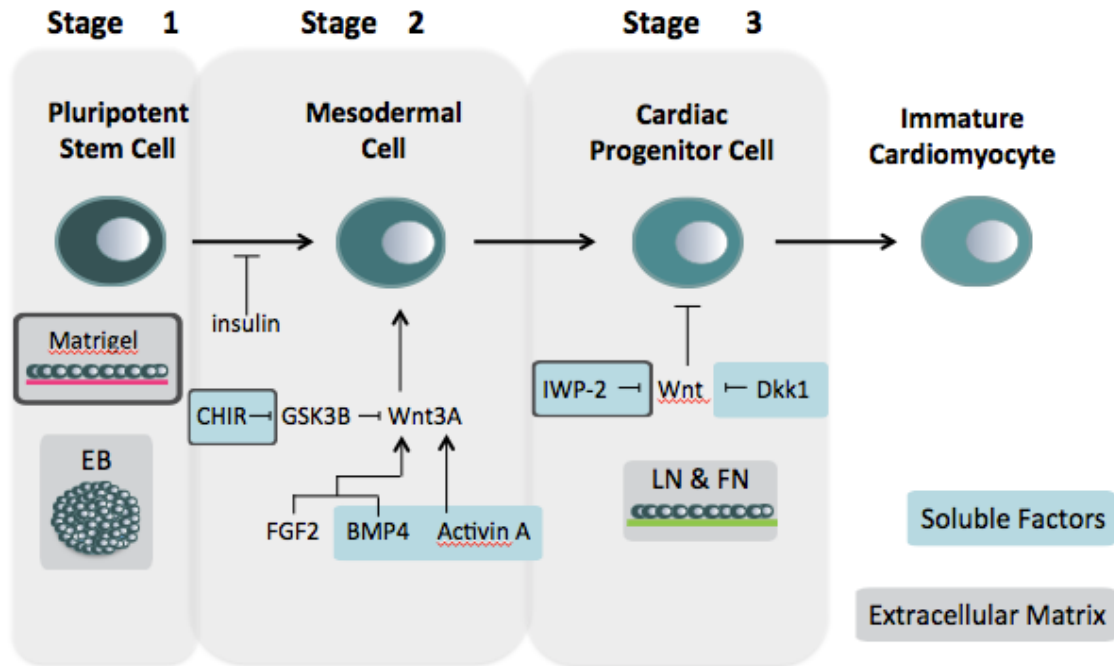 Stage 1
Stage 2
Stage 3
Pluripotent
Stem Cell
Mesodermal
Cell
Cardiac
Progenitor Cell
Immature
Cardiomyocyte
insulin
Matrigel
EB
CHIR
GSK3B
Wnt3A
FGF2
BMP4
Activin A
IWP-2
Wnt
Dkk1
LN & FN
Soluble Factors
Extracellular Matrix